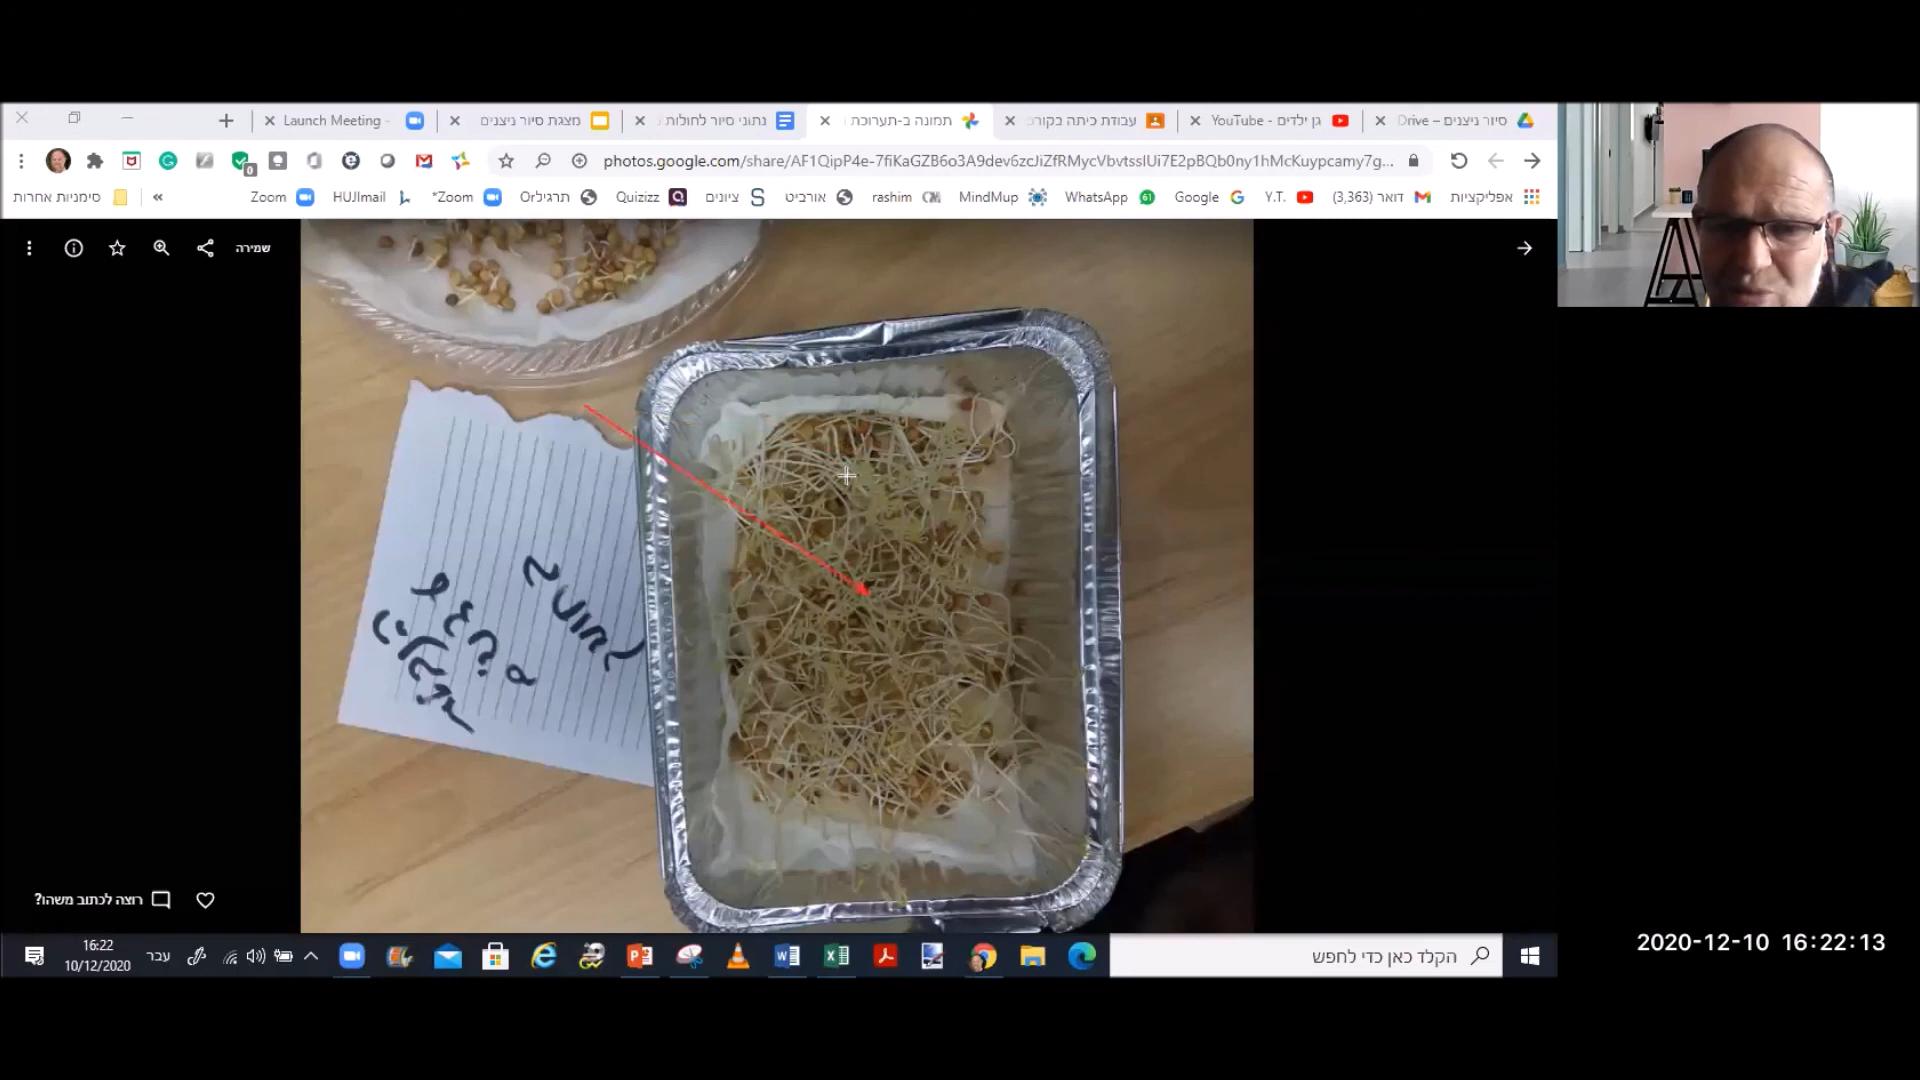 סיור ניצנים – Drive
גן ילדים - YouTube
עבודת כיתה בקורס
תמונה ב-תערוכת
נתוני סיור לחולות נ
מצגת סיור ניצנים
Launch Meeting -
photos.google.com/share/AF1QipP4e-7fiKaGZB6o3A9dev6zcJiZfRMycVbvtssIUi7E2pBQb0ny1hMcKuypcamy7g...
אפליקציות
דואר (3,363)
Y.T.
Google
WhatsApp
MindMup
rashim
אורביט
ציונים
Quizizz
תרגילOr
Zoom*
HUJImail
Zoom
»
סימניות אחרות
שמירה
רוצה לכתוב משהו?
הקלד כאן כדי לחפש
עבר
16:22
10/12/2020
2020-12-10 16:22:13